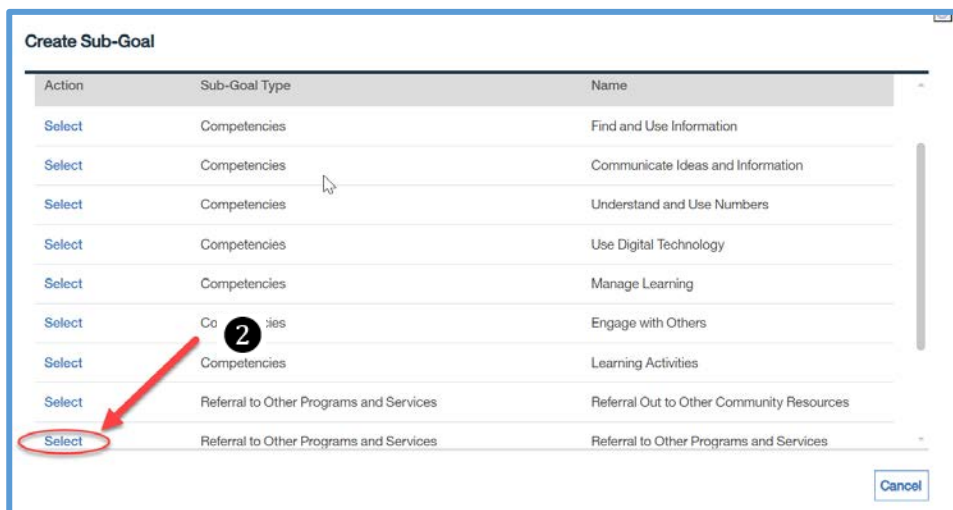 Create Sub-Goal
Action Sub-Goal Type Name
Select Competencies Find and Use Information
Select Competencies Communicate Ideas and Information
Select Competencies Understand and Use Numbers
Select Competencies Use Digital Technology
Select Competencies Manage Learning
Select Co 2 ies Engage with Others
Select Competencies Learning Activities
Select Referral to Other Programs and Services Referral Out to Other Community Resources
Select Referral to Other Programs and Services Referral to Other Programs and Services
Cancel